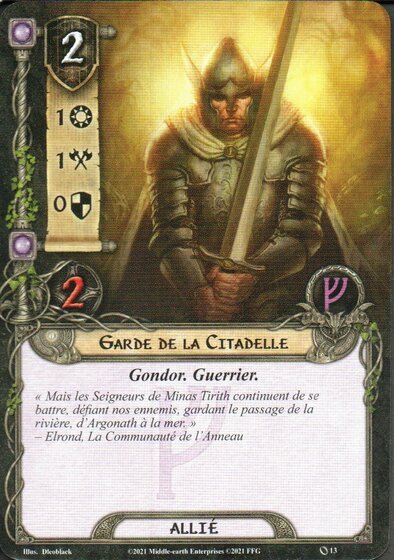 2
1
1
0
2
Garde de la Citadelle
Gondor. Guerrier.
« Mais les Seigneurs de Minas Tirith continuent de se
battre, défiant nos ennemis, gardant le passage de la
rivière, d'Argonath à la mer. »
– Elrond, La Communauté de l'Anneau
Allié
Illus. Dleoblack ©2021 Middle-earth Enterprises ©2021 FFG 13